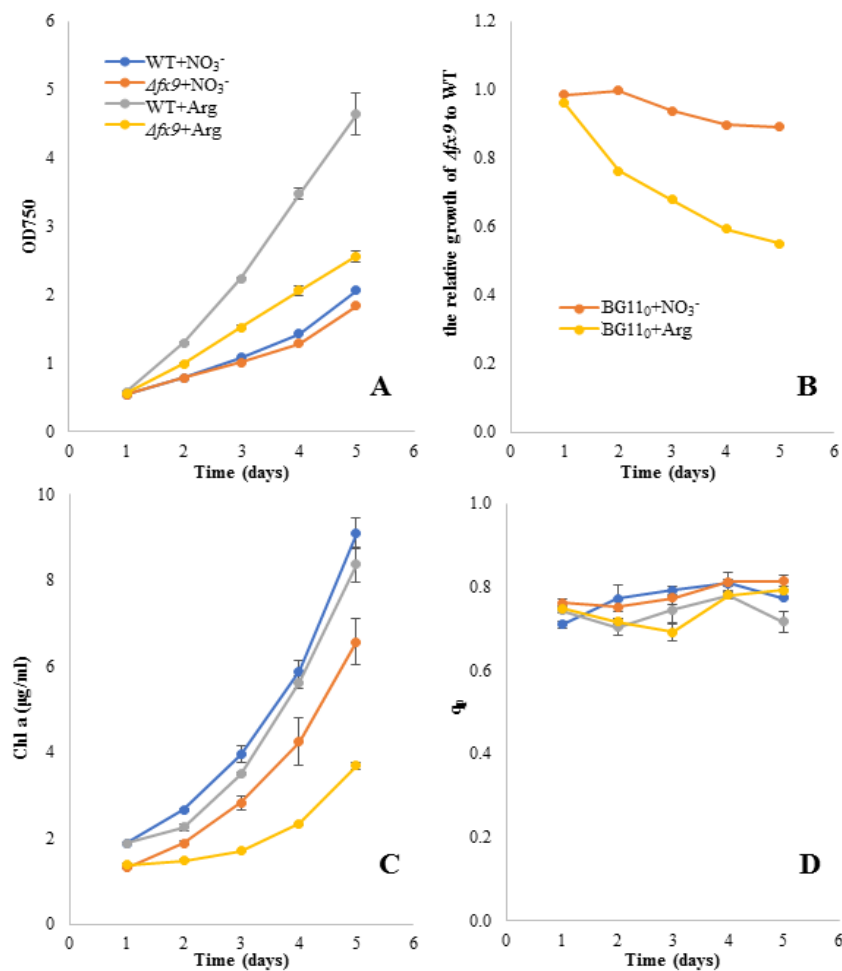 6
5
4
3
2
1
0
OD750
WT+NO₃⁻
Δfx9+NO₃⁻
WT+Arg
Δfx9+Arg
A
0 1 2 3 4 5 6
Time (days)
1.2
1.0
0.8
0.6
0.4
0.2
0.0
the relative growth of Δfx9 to WT
BG11₀+NO₃⁻
BG11₀+Arg
B
0 1 2 3 4 5 6
Time (days)
10
8
6
4
2
0
Chl a (μg/ml)
C
0 1 2 3 4 5 6
Time (days)
1.0
0.8
0.6
0.4
0.2
0.0
qp
D
0 1 2 3 4 5 6
Time (days)